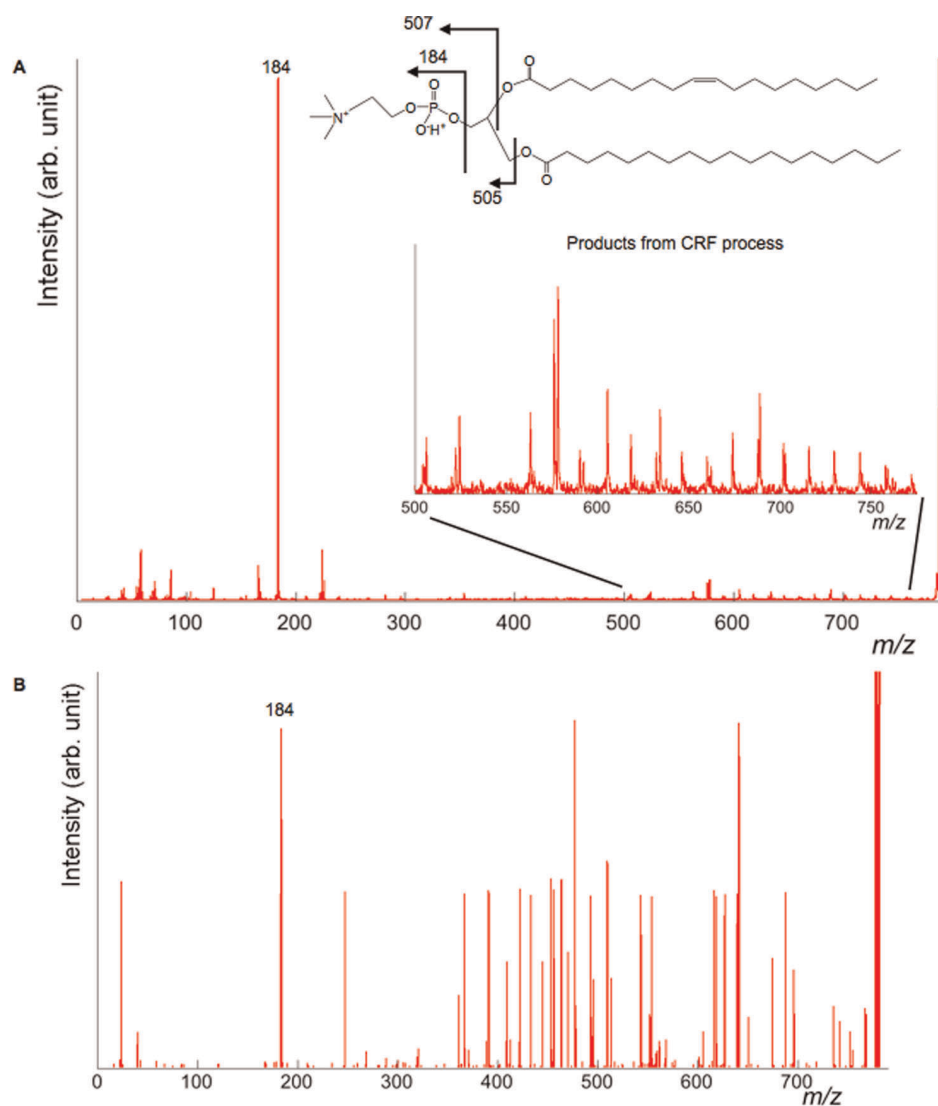 A
507
184
184
O
O
O
N⁺
O
P
O
O-H⁺
O
O
505
Products from CRF process
Intensity (arb. unit)
500 550 600 650 700 750
m/z
0 100 200 300 400 500 600 700
m/z
B
184
Intensity (arb. unit)
0 100 200 300 400 500 600 700
m/z